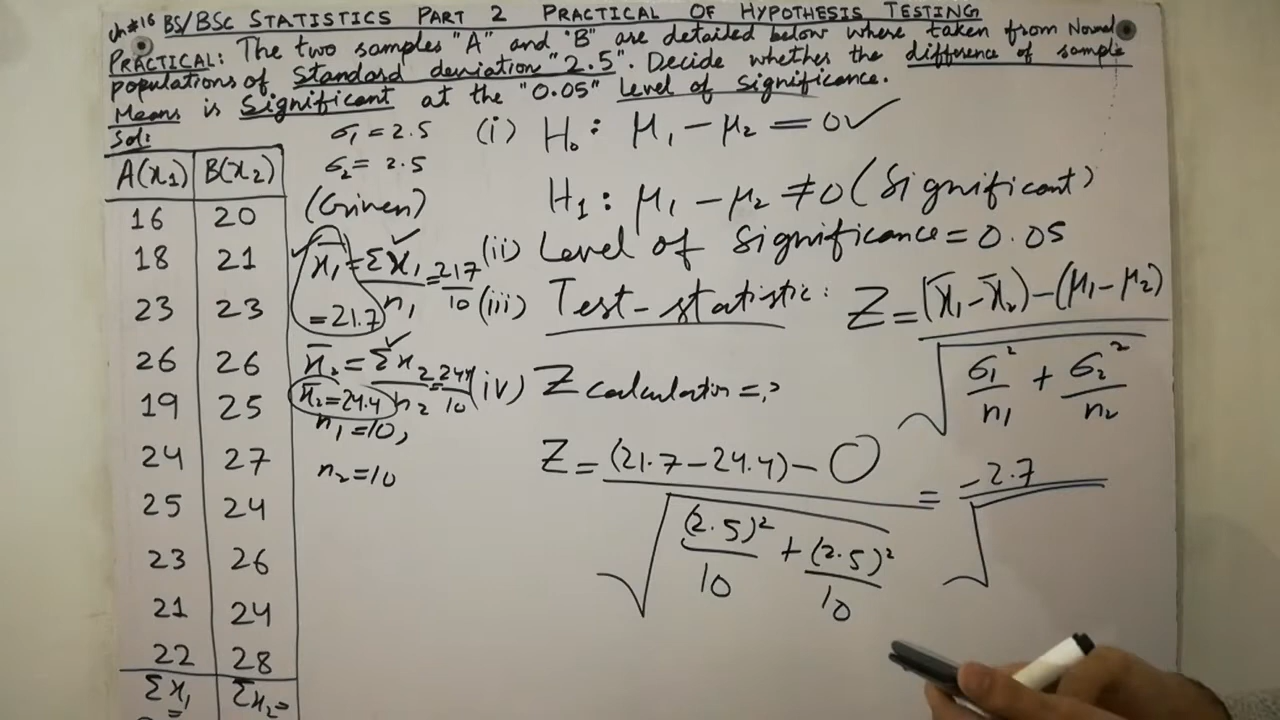 Ch#16 BS/BSc STATISTICS PART 2 PRACTICAL OF HYPOTHESIS TESTING
PRACTICAL: The two samples "A" and "B" are detailed below where taken from Normal
populations of Standard deviation "2.5". Decide whether the difference of sample
Means is Significant at the "0.05" Level of Significance.
Sol:
σ₁ = 2.5
σ₂ = 2.5
(Given)
(i) H₀: μ₁ − μ₂ = 0 ✓
H₁: μ₁ − μ₂ ≠ 0 (Significant)
A(x₁) B(x₂)
16 20
18 21
23 23
26 26
19 25
24 27
25 24
23 26
21 24
22 28
Σx₁ = Σx₂ =
x̄₁ = Σx₁/n₁ = 217/10
= 21.7
x̄₂ = Σx₂/n₂ = 244/10
x̄₂ = 24.4
n₁ = 10,
n₂ = 10
(ii) Level of Significance = 0.05
(iii) Test-statistic: Z = (x̄₁ − x̄₂) − (μ₁ − μ₂) / √(σ₁²/n₁ + σ₂²/n₂)
(iv) Z calculation = ?
Z = (21.7 − 24.4) − 0 / √((2.5)²/10 + (2.5)²/10) = −2.7 / √